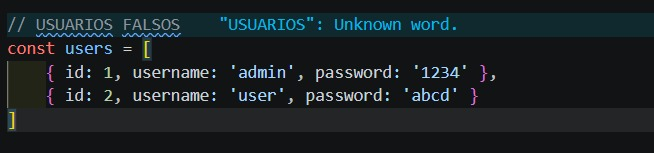 // USUARIOS FALSOS    "USUARIOS": Unknown word.
const users = [
    { id: 1, username: 'admin', password: '1234' },
    { id: 2, username: 'user', password: 'abcd' }
]